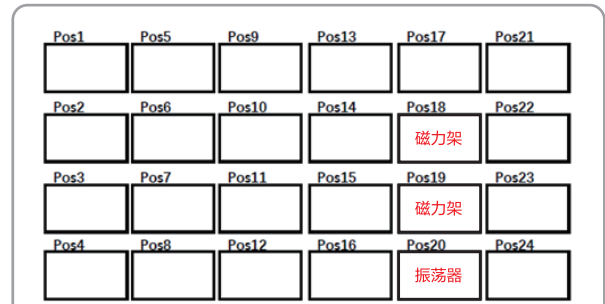 Pos1 Pos5 Pos9 Pos13 Pos17 Pos21
Pos2 Pos6 Pos10 Pos14 Pos18 Pos22
磁力架
Pos3 Pos7 Pos11 Pos15 Pos19 Pos23
磁力架
Pos4 Pos8 Pos12 Pos16 Pos20 Pos24
振荡器